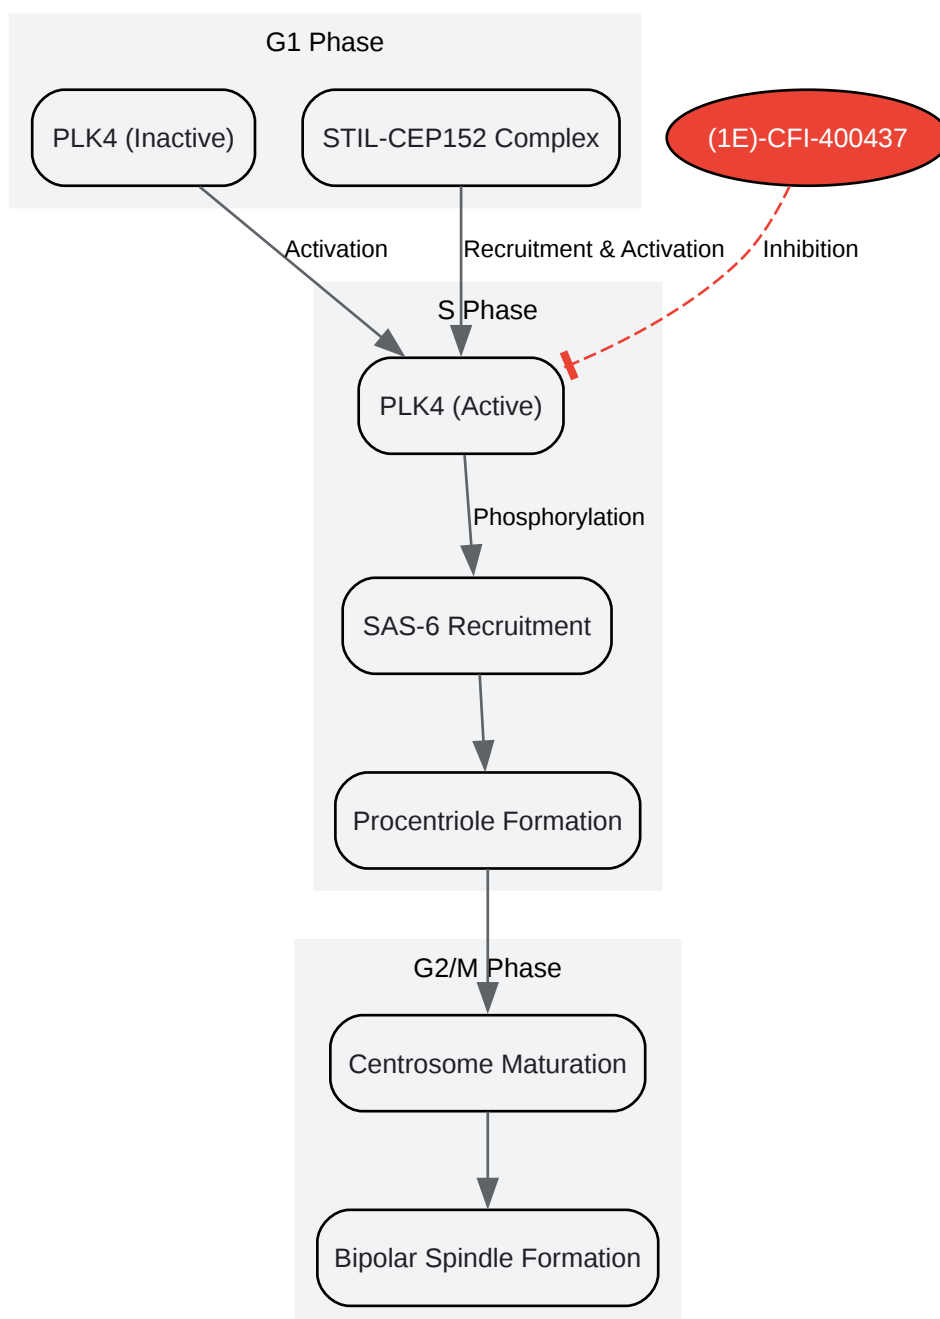 G1 Phase
PLK4 (Inactive)
STIL-CEP152 Complex
(1E)-CFI-400437
Activation
Recruitment & Activation
Inhibition
S Phase
PLK4 (Active)
Phosphorylation
SAS-6 Recruitment
Procentriole Formation
G2/M Phase
Centrosome Maturation
Bipolar Spindle Formation